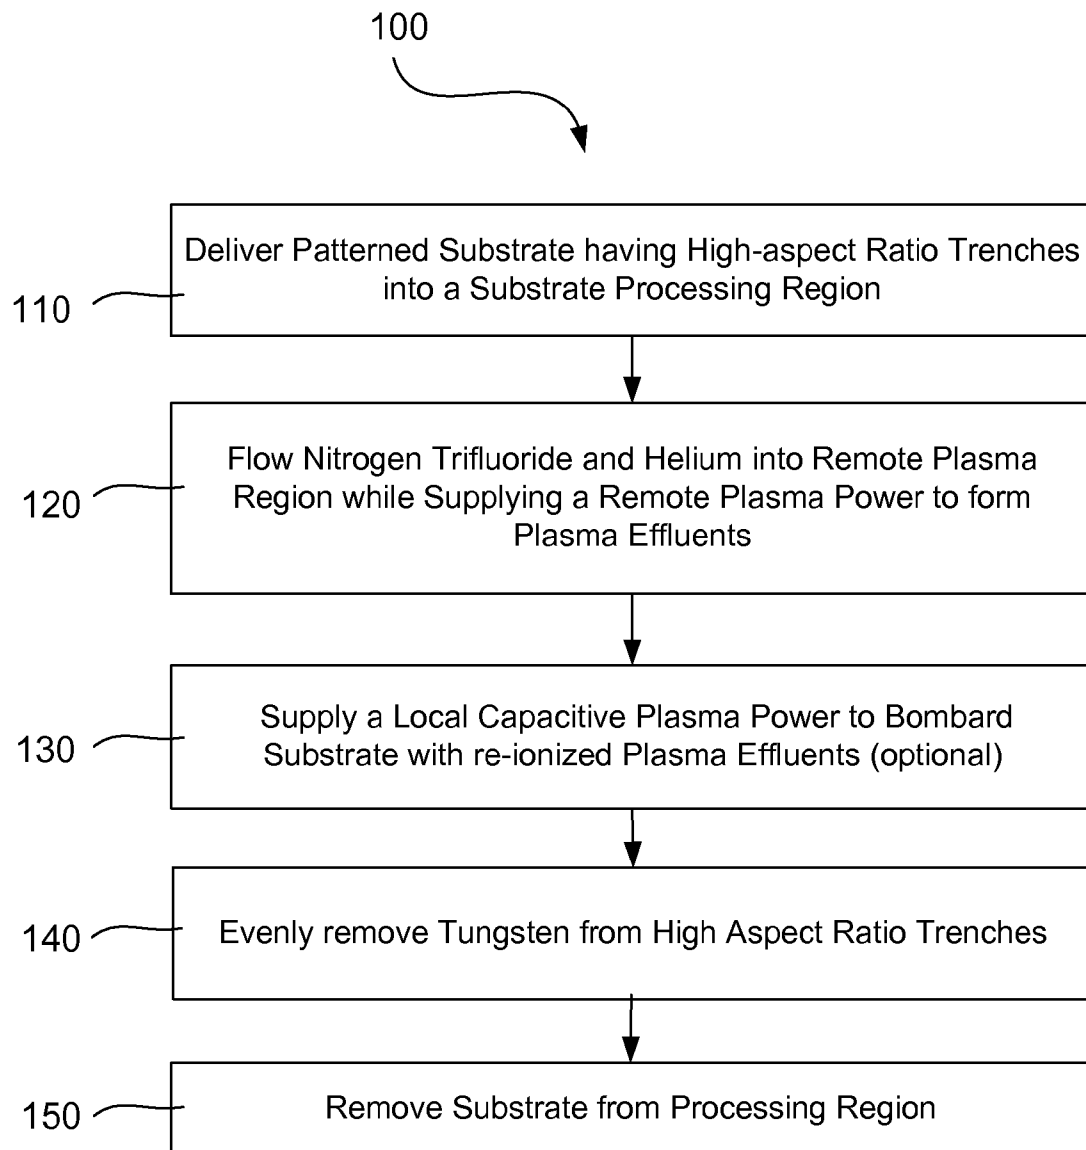 100
Deliver Patterned Substrate having High-aspect Ratio Trenches
into a Substrate Processing Region
110
Flow Nitrogen Trifluoride and Helium into Remote Plasma
Region while Supplying a Remote Plasma Power to form
Plasma Effluents
120
Supply a Local Capacitive Plasma Power to Bombard
Substrate with re-ionized Plasma Effluents (optional)
130
Evenly remove Tungsten from High Aspect Ratio Trenches
140
Remove Substrate from Processing Region
150